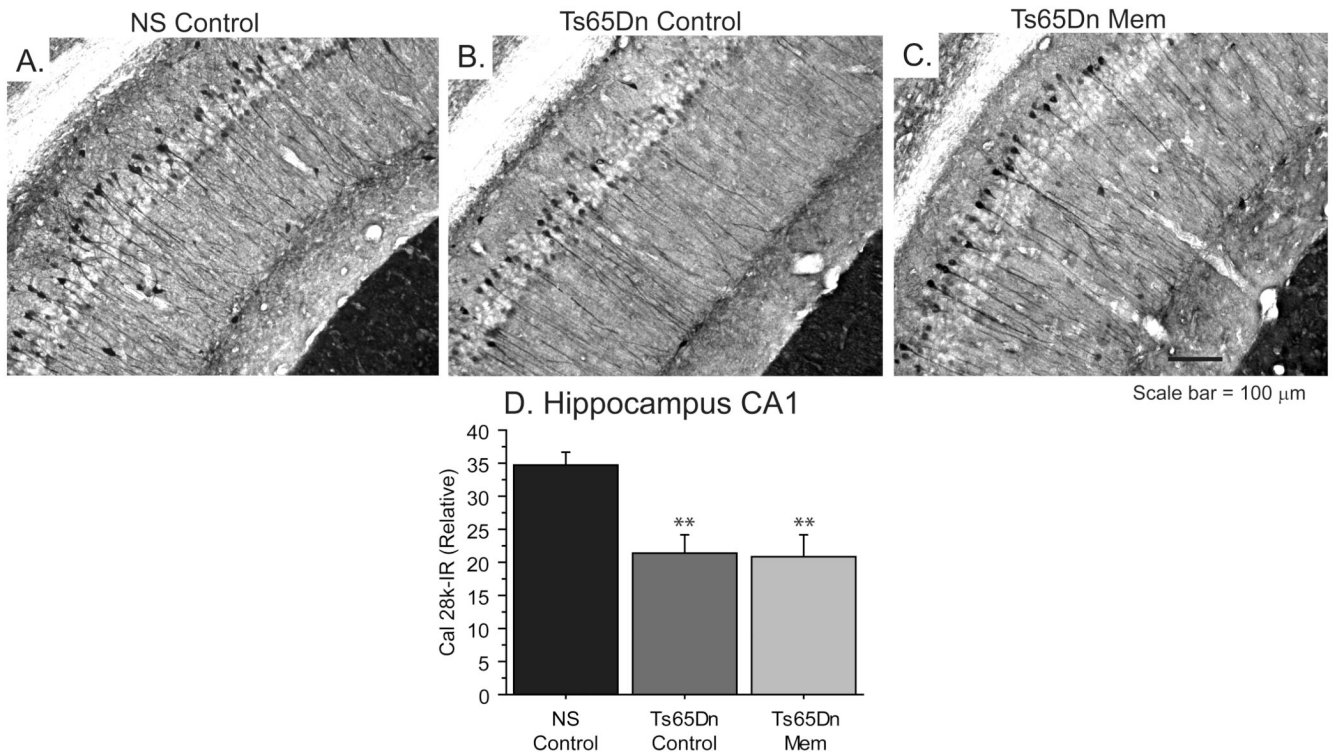 NS Control
Ts65Dn Control
Ts65Dn Mem
A.
B.
C.
Scale bar = 100 μm
D. Hippocampus CA1
Cal 28k-IR (Relative)
40
35
30
25
20
15
10
5
0
**
**
NS
Control
Ts65Dn
Control
Ts65Dn
Mem